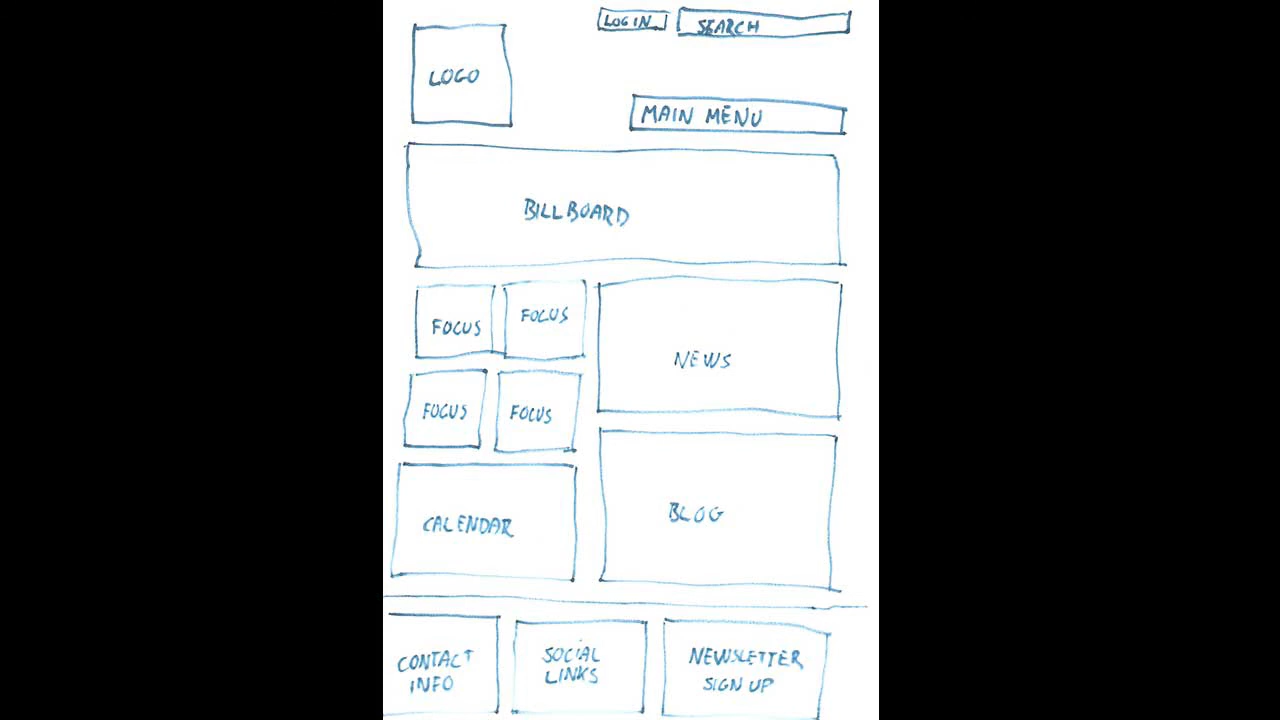 LOG IN
SEARCH
LOGO
MAIN MENU
BILLBOARD
FOCUS
FOCUS
NEWS
FOCUS
FOCUS
BLOG
CALENDAR
CONTACT
INFO
SOCIAL
LINKS
NEWSLETTER
SIGN UP